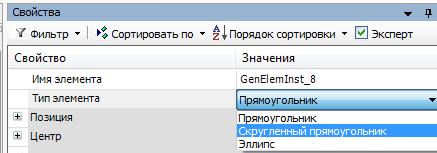 Свойства
Фильтр Сортировать по Порядок сортировки Эксперт
Свойство Значения
Имя элемента GenElemInst_8
Тип элемента Прямоугольник
Позиция Прямоугольник
Скругленный прямоугольник
Центр Эллипс